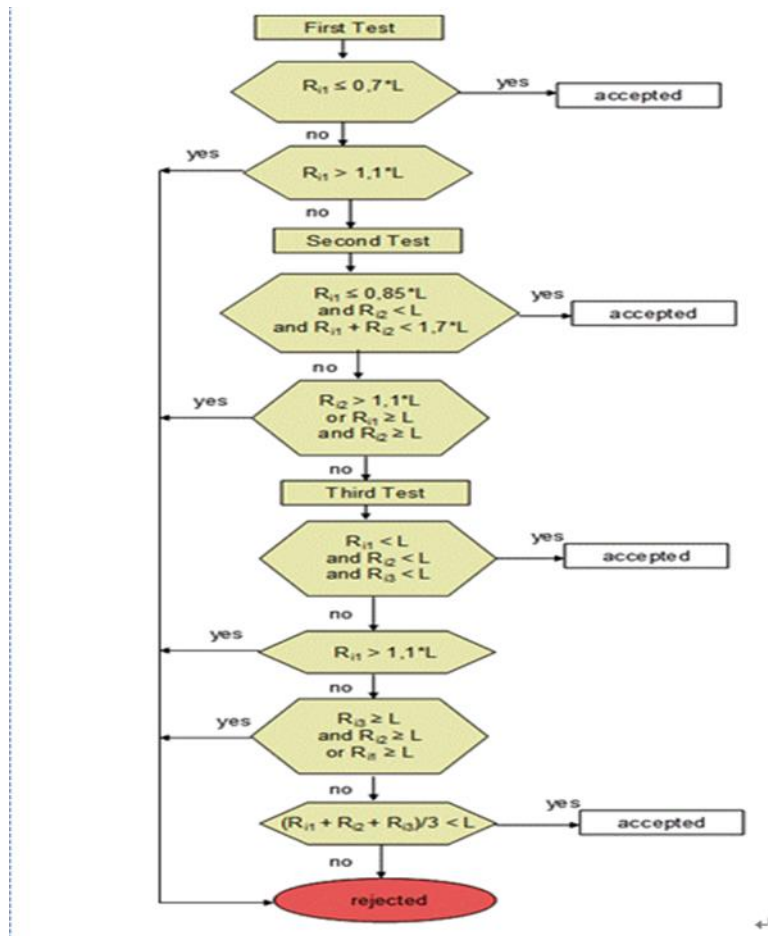 First Test
Rᵢ₁ ≤ 0,7*L
yes
accepted
no
yes
Rᵢ₁ > 1,1*L
no
Second Test
Rᵢ₁ ≤ 0,85*L
and Rᵢ₂ < L
and Rᵢ₁ + Rᵢ₂ < 1,7*L
yes
accepted
no
yes
Rᵢ₂ > 1,1*L
or Rᵢ₁ ≥ L
and Rᵢ₂ ≥ L
no
Third Test
Rᵢ₁ < L
and Rᵢ₂ < L
and Rᵢ₃ < L
yes
accepted
no
yes
Rᵢ₁ > 1,1*L
no
yes
Rᵢ₃ ≥ L
and Rᵢ₂ ≥ L
or Rᵢ₁ ≥ L
no
(Rᵢ₁ + Rᵢ₂ + Rᵢ₃)/3 < L
yes
accepted
no
rejected